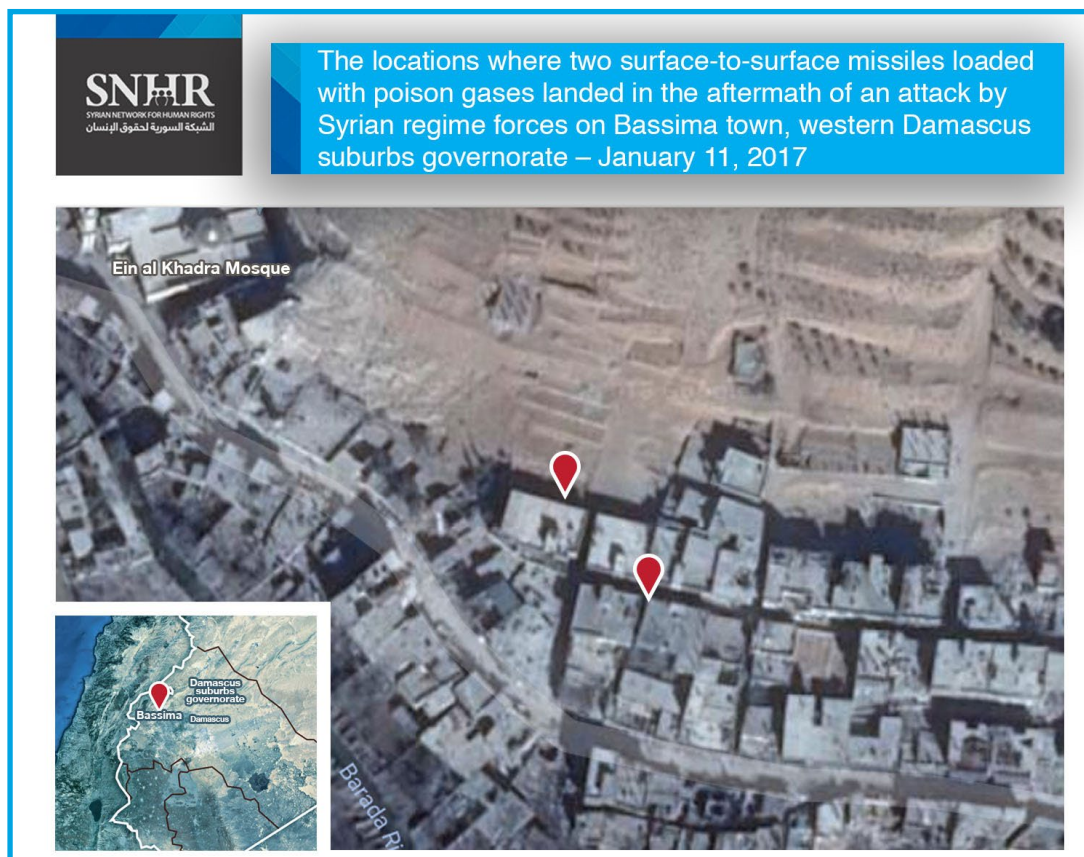 SNHR
SYRIAN NETWORK FOR HUMAN RIGHTS
الشبكة السورية لحقوق الإنسان
The locations where two surface-to-surface missiles loaded
with poison gases landed in the aftermath of an attack by
Syrian regime forces on Bassima town, western Damascus
suburbs governorate – January 11, 2017
Ein al Khadra Mosque
Damascus
suburbs
governorate
Bassima
Damascus
Barada Ri